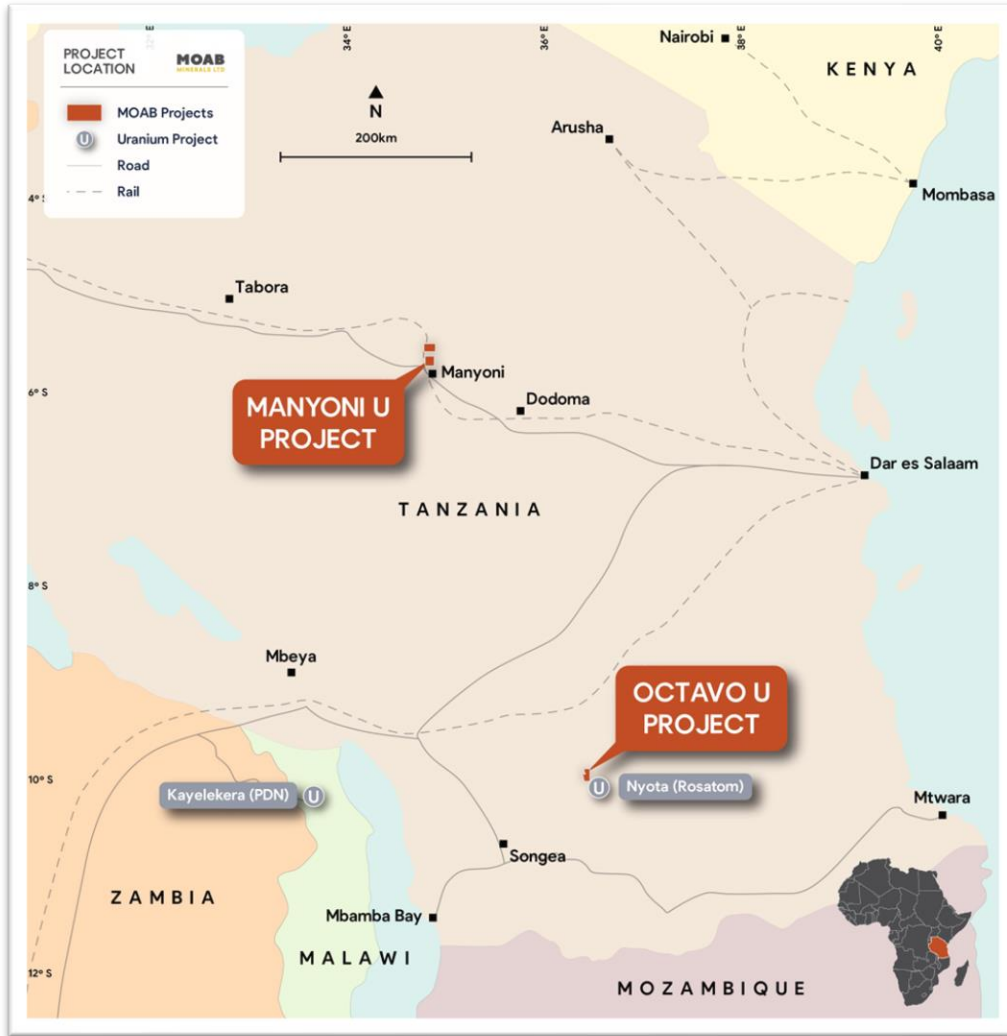 PROJECT
LOCATION
MOAB
MINERALS LTD
MOAB Projects
U
Uranium Project
Road
Rail
32° E
34° E
36° E
38° E
40° E
N
200km
Nairobi
KENYA
Arusha
Mombasa
4° S
Tabora
Manyoni
6° S
MANYONI U
PROJECT
Dodoma
Dar es Salaam
TANZANIA
8° S
Mbeya
OCTAVO U
PROJECT
10° S
Kayelekera (PDN)
U
U
Nyota (Rosatom)
Mtwara
Songea
ZAMBIA
Mbamba Bay
MALAWI
12° S
MOZAMBIQUE